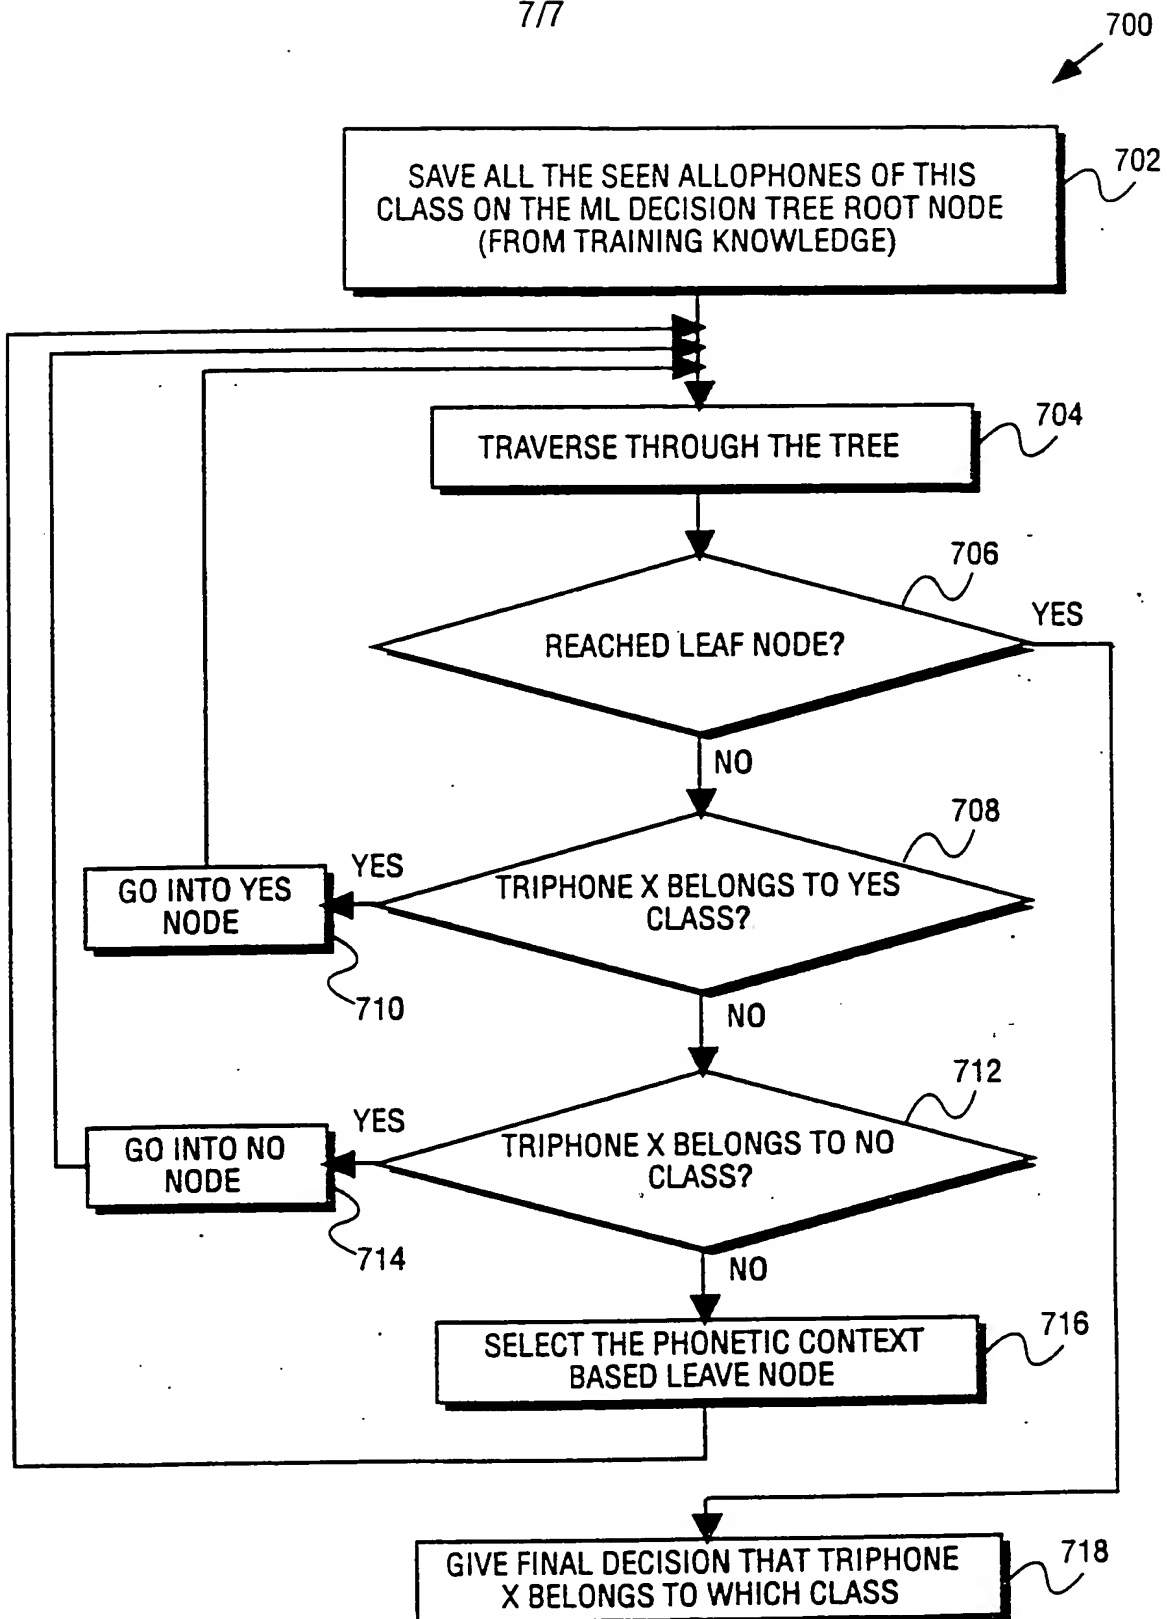 7/7
700
SAVE ALL THE SEEN ALLOPHONES OF THIS
CLASS ON THE ML DECISION TREE ROOT NODE
(FROM TRAINING KNOWLEDGE)
702
TRAVERSE THROUGH THE TREE
704
706
REACHED LEAF NODE?
YES
NO
708
TRIPHONE X BELONGS TO YES
CLASS?
YES
GO INTO YES
NODE
710
NO
712
TRIPHONE X BELONGS TO NO
CLASS?
YES
GO INTO NO
NODE
714
NO
SELECT THE PHONETIC CONTEXT
BASED LEAVE NODE
716
GIVE FINAL DECISION THAT TRIPHONE
X BELONGS TO WHICH CLASS
718